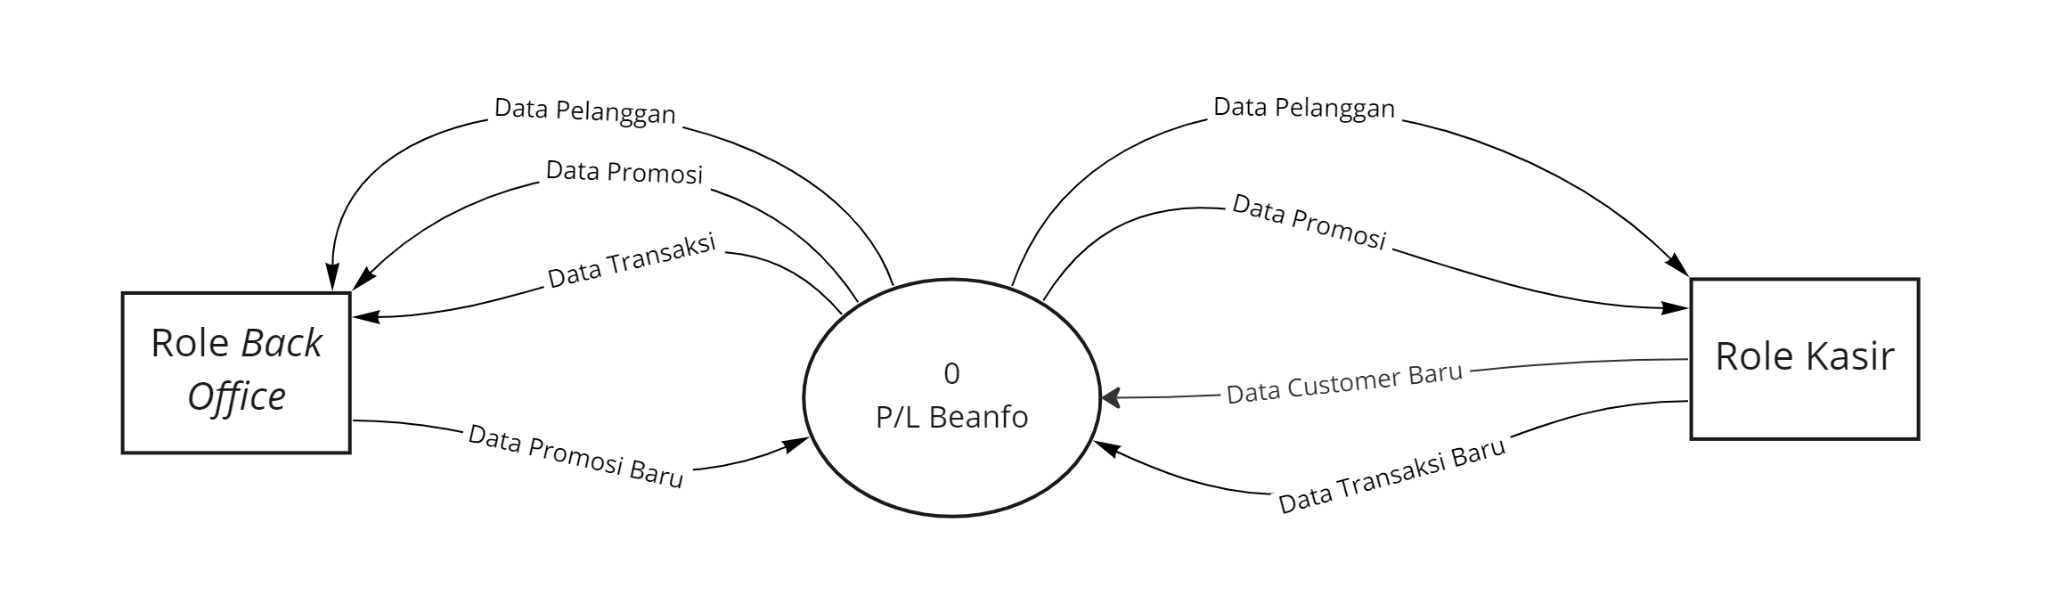 Data Pelanggan
Data Promosi
Data Transaksi
Role Back
Office
Data Promosi Baru
0
P/L Beanfo
Data Pelanggan
Data Promosi
Data Customer Baru
Data Transaksi Baru
Role Kasir